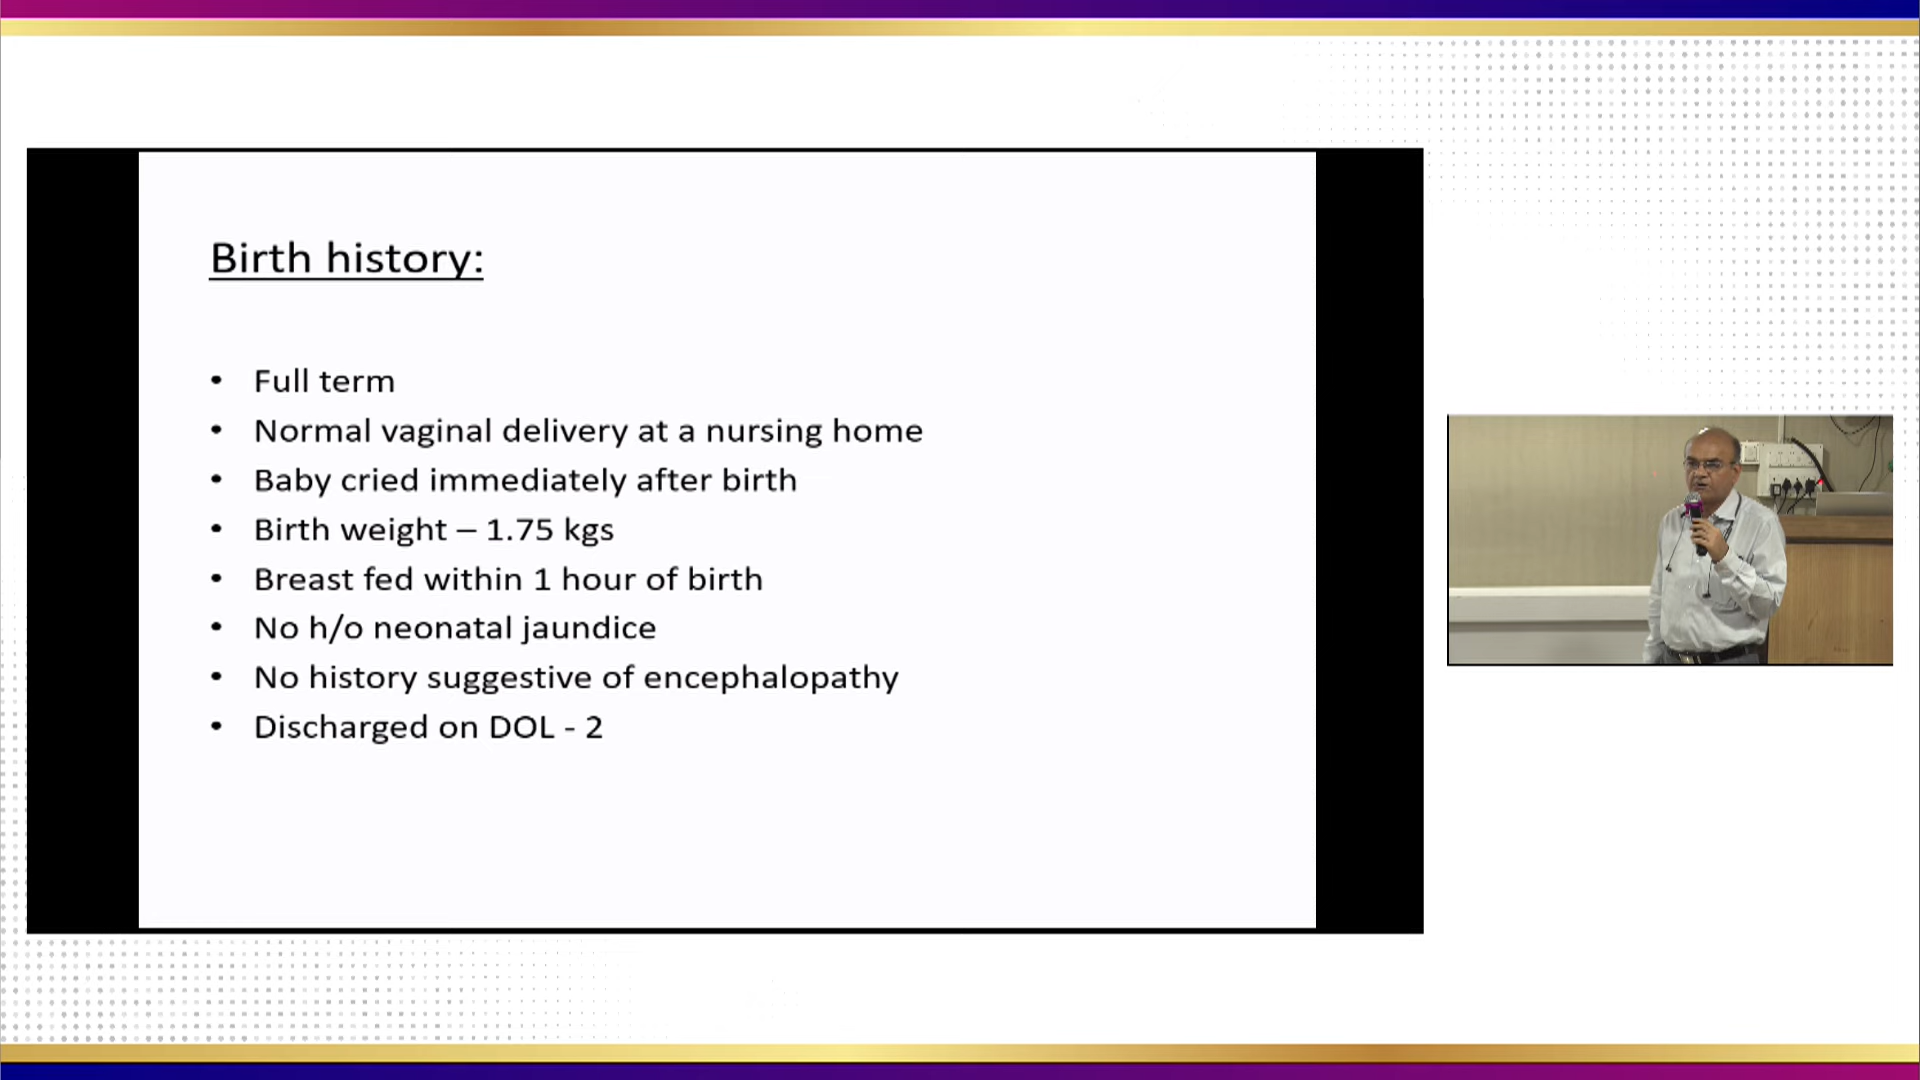 Birth history:
• Full term
• Normal vaginal delivery at a nursing home
• Baby cried immediately after birth
• Birth weight – 1.75 kgs
• Breast fed within 1 hour of birth
• No h/o neonatal jaundice
• No history suggestive of encephalopathy
• Discharged on DOL - 2